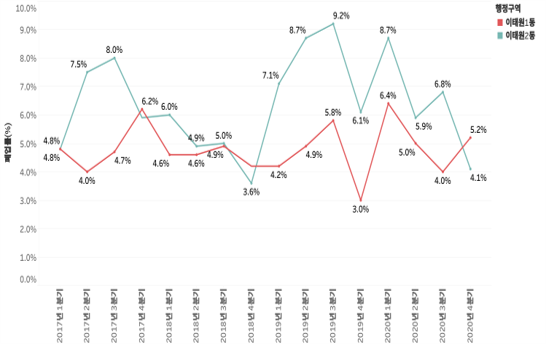 행정구역
이태원1동
이태원2동
폐업률(%)
10.0%
9.0%
8.0%
7.0%
6.0%
5.0%
4.0%
3.0%
2.0%
1.0%
0.0%
4.8%
7.5%
8.0%
6.0%
4.9%
5.0%
3.6%
7.1%
8.7%
9.2%
6.1%
8.7%
5.9%
6.8%
4.1%
4.8%
4.0%
4.7%
6.2%
4.6%
4.6%
4.9%
4.2%
4.9%
5.8%
3.0%
6.4%
5.0%
4.0%
5.2%
2017년 1분기
2017년 2분기
2017년 3분기
2017년 4분기
2018년 1분기
2018년 2분기
2018년 3분기
2018년 4분기
2019년 1분기
2019년 2분기
2019년 3분기
2019년 4분기
2020년 1분기
2020년 2분기
2020년 3분기
2020년 4분기